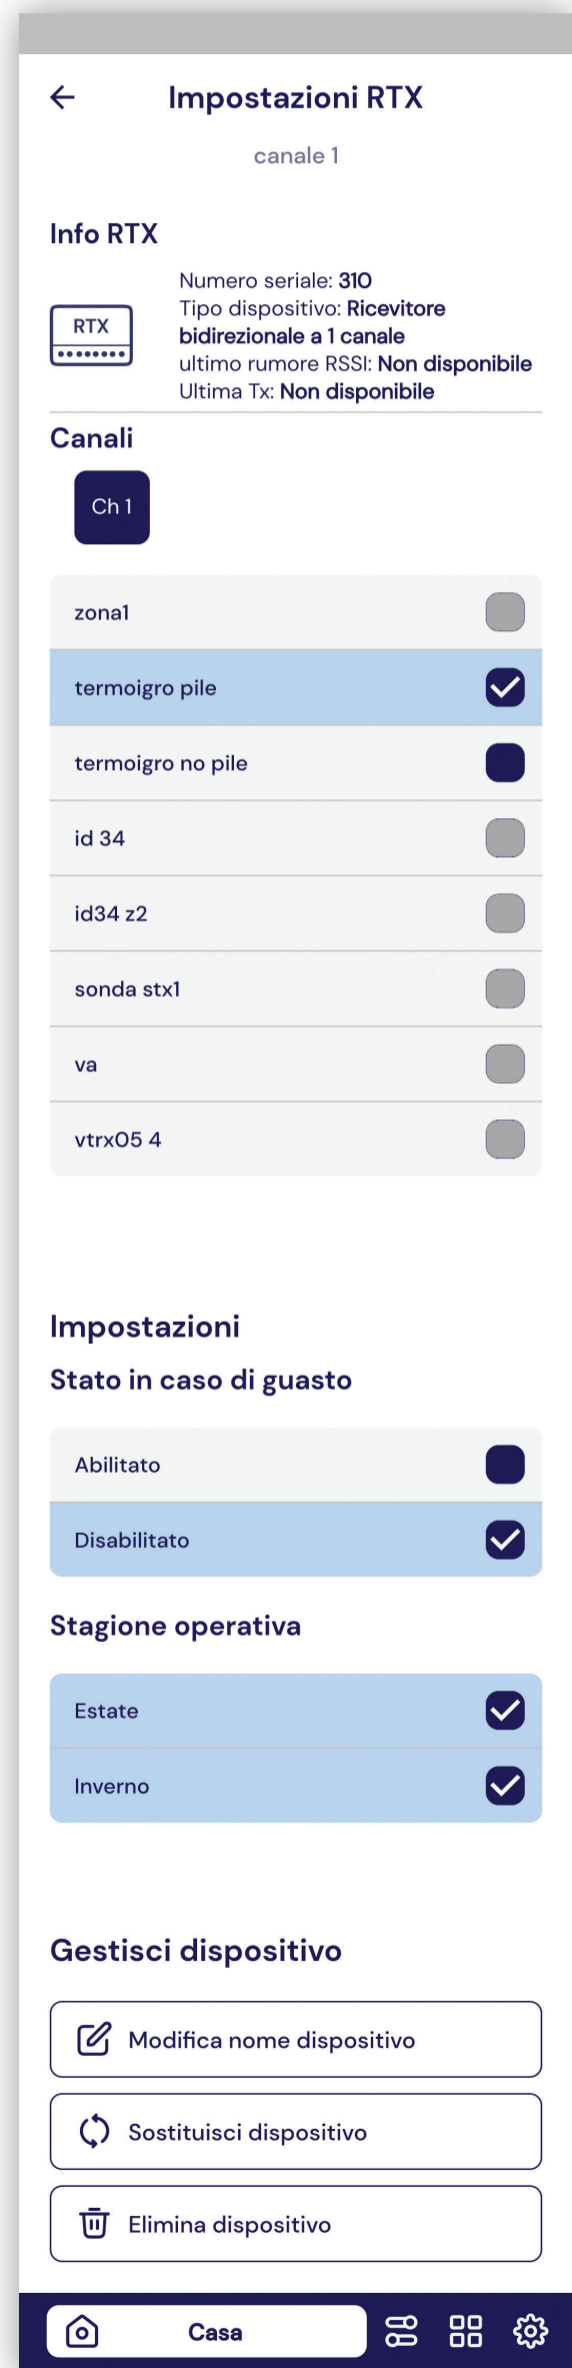 Impostazioni RTX
canale 1
Info RTX
RTX
Numero seriale: 310
Tipo dispositivo: Ricevitore
bidirezionale a 1 canale
ultimo rumore RSSI: Non disponibile
Ultima Tx: Non disponibile
Canali
Ch 1
zona1
termoigro pile
termoigro no pile
id 34
id34 z2
sonda stx1
va
vtrx05 4
Impostazioni
Stato in caso di guasto
Abilitato
Disabilitato
Stagione operativa
Estate
Inverno
Gestisci dispositivo
Modifica nome dispositivo
Sostituisci dispositivo
Elimina dispositivo
Casa